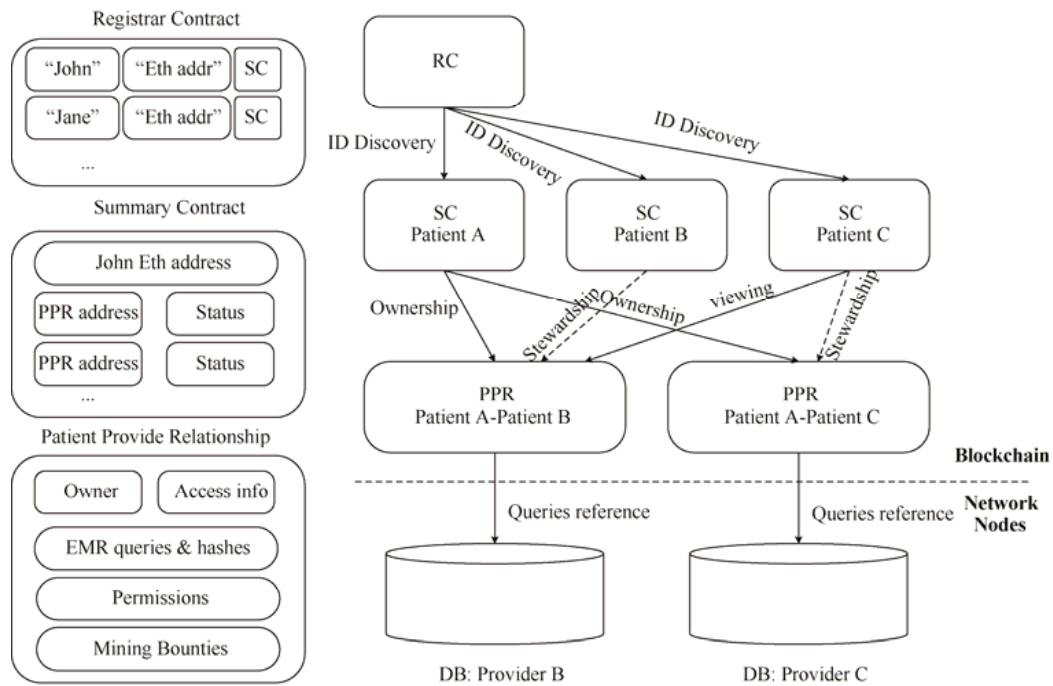 Registrar Contract
“John” “Eth addr” SC
“Jane” “Eth addr” SC
...
Summary Contract
John Eth address
PPR address Status
PPR address Status
...
Patient Provide Relationship
Owner Access info
EMR queries & hashes
Permissions
Mining Bounties
RC
ID Discovery
ID Discovery
ID Discovery
SC
Patient A
SC
Patient B
SC
Patient C
Ownership
Stewardship
Ownership
viewing
Stewardship
PPR
Patient A-Patient B
PPR
Patient A-Patient C
Blockchain
Network
Nodes
Queries reference
Queries reference
DB: Provider B
DB: Provider C